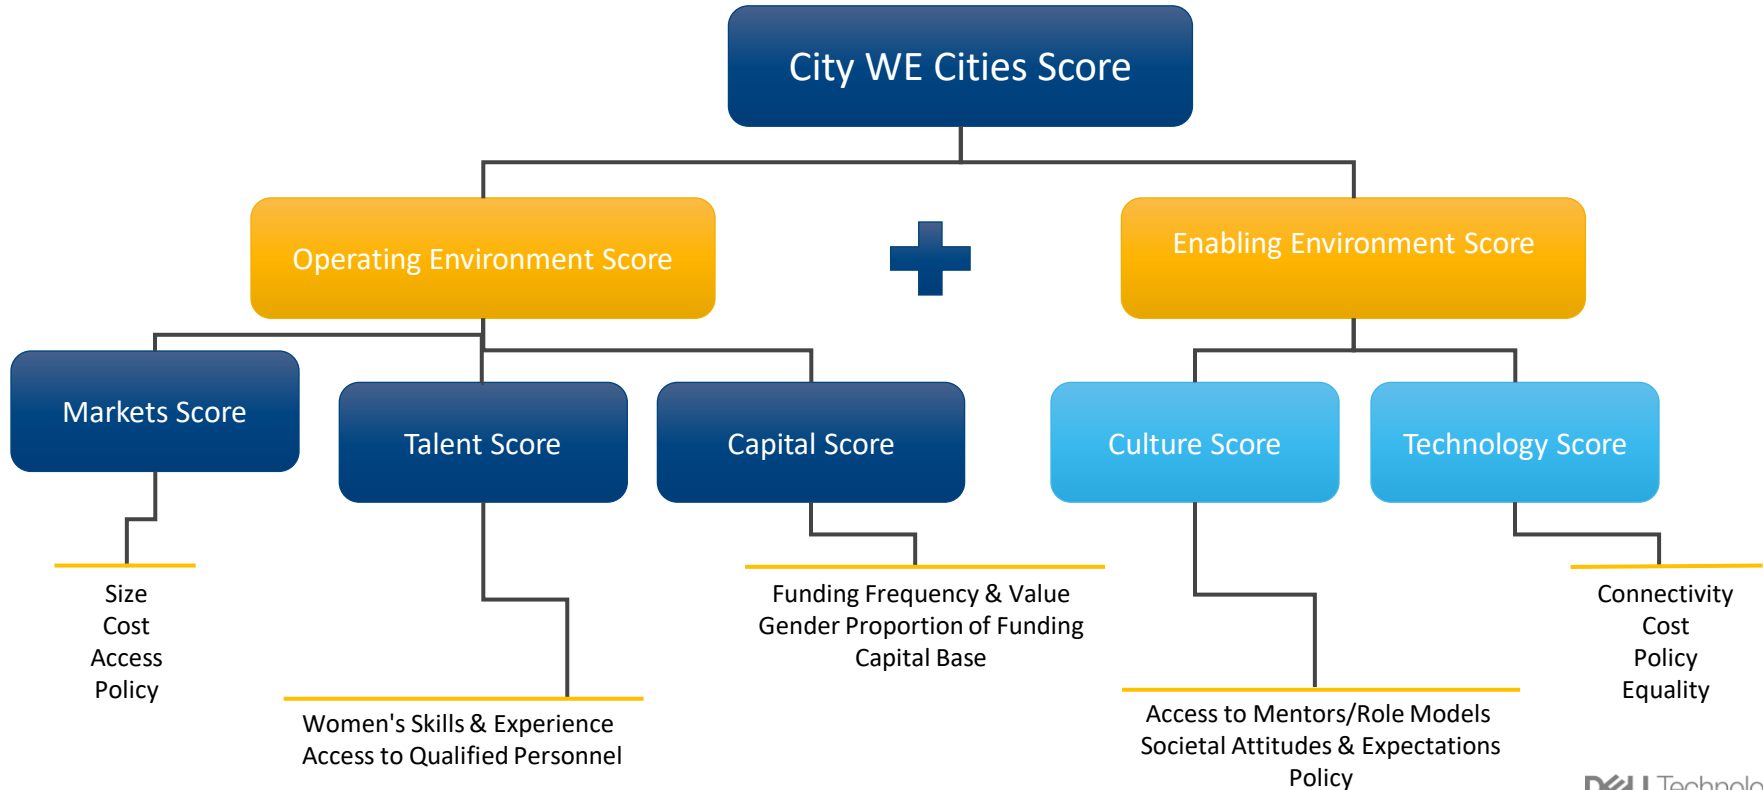 City WE Cities Score
Operating Environment Score
Enabling Environment Score
Markets Score
Talent Score
Capital Score
Culture Score
Technology Score
Size
Cost
Access
Policy
Women's Skills & Experience
Access to Qualified Personnel
Funding Frequency & Value
Gender Proportion of Funding
Capital Base
Access to Mentors/Role Models
Societal Attitudes & Expectations
Policy
Connectivity
Cost
Policy
Equality